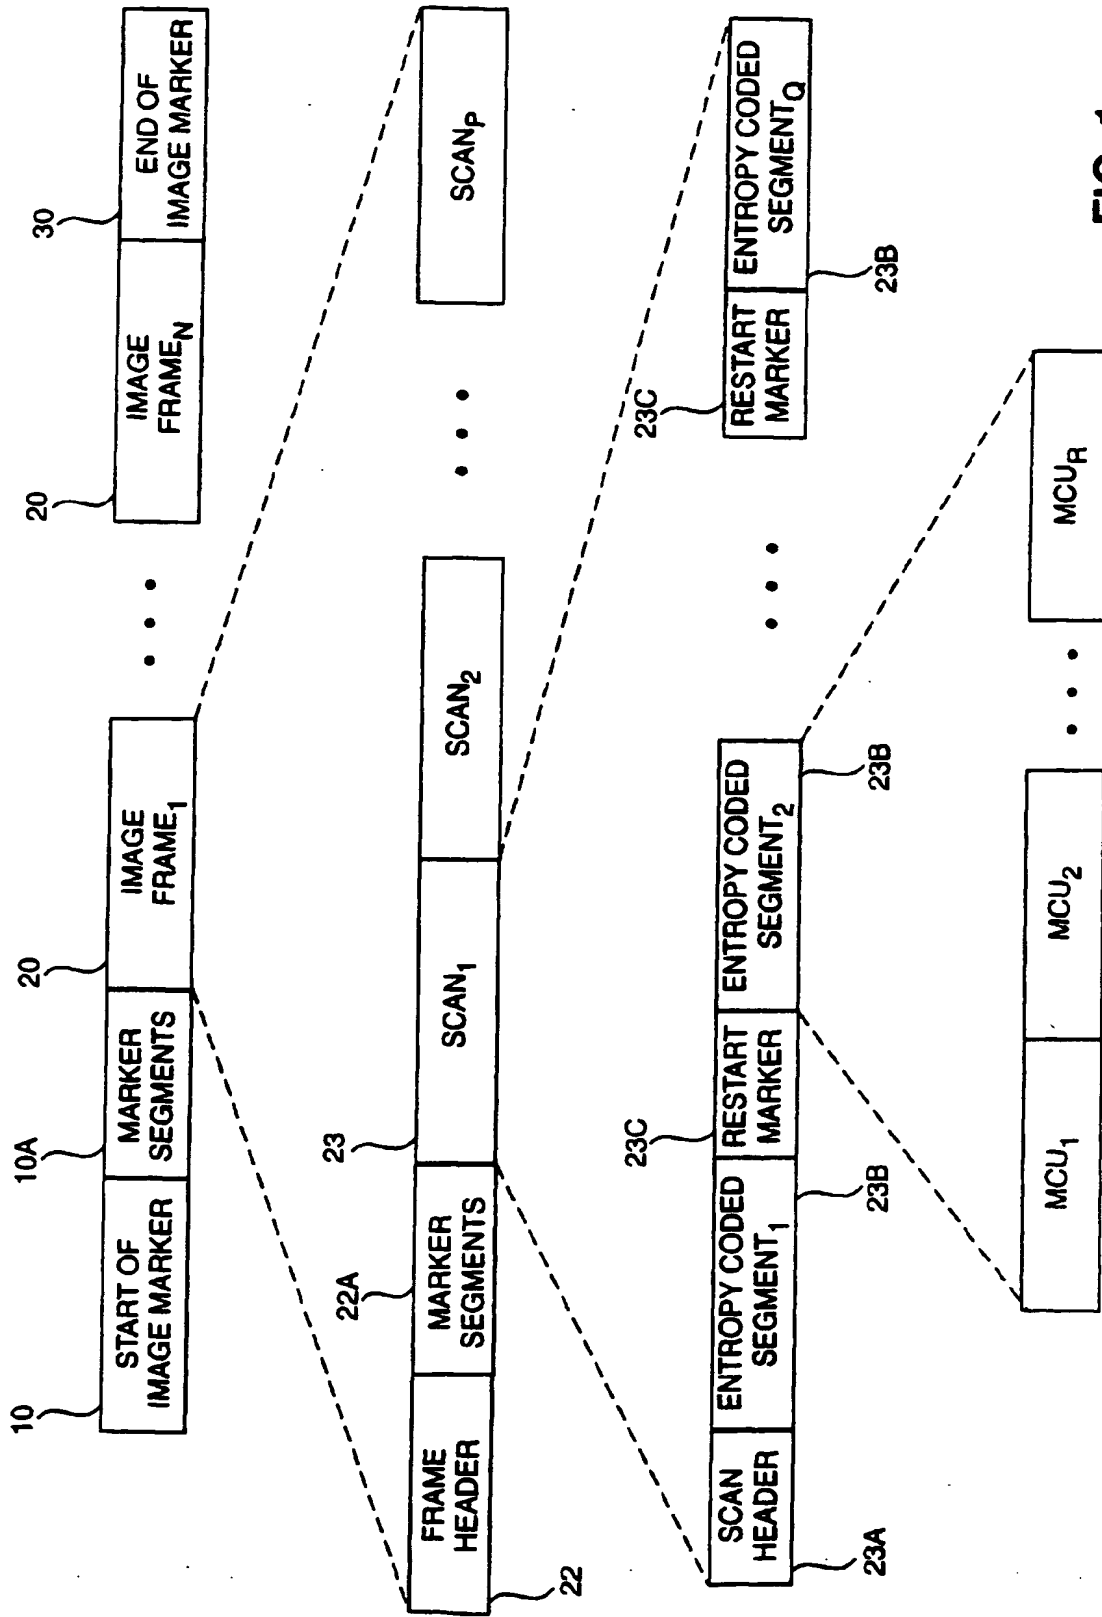 10
START OF
IMAGE MARKER
10A
MARKER
SEGMENTS
20
IMAGE
FRAME1
20
IMAGE
FRAMEN
30
END OF
IMAGE MARKER
22
FRAME
HEADER
22A
MARKER
SEGMENTS
23
SCAN1
SCAN2
SCANP
23A
SCAN
HEADER
ENTROPY CODED
SEGMENT1
23B
23C
RESTART
MARKER
ENTROPY CODED
SEGMENT2
23B
23C
RESTART
MARKER
ENTROPY CODED
SEGMENTQ
23B
MCU1
MCU2
MCUR